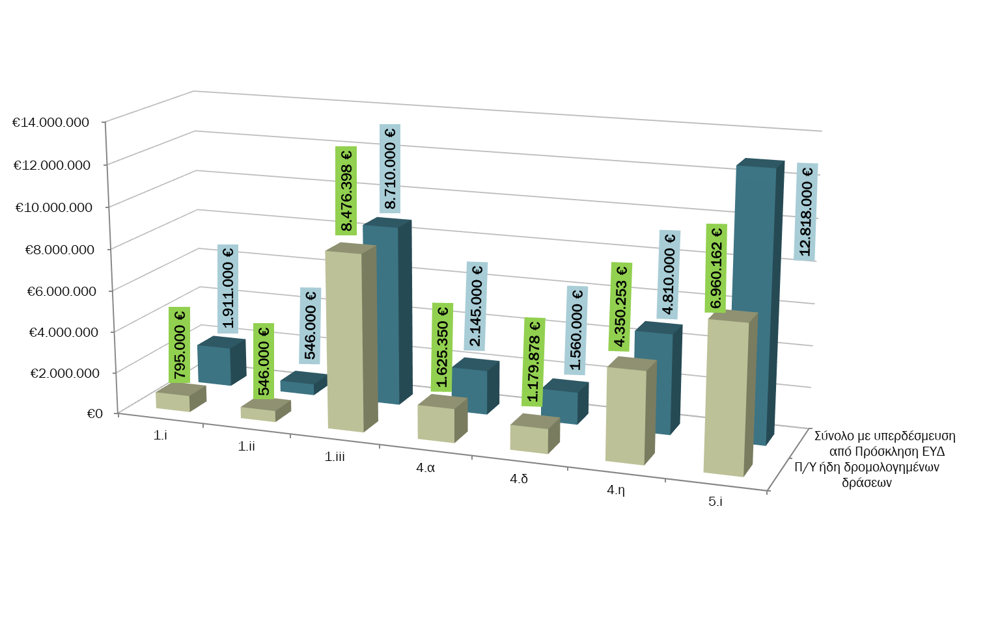 €14.000.000
€12.000.000
€10.000.000
€8.000.000
€6.000.000
€4.000.000
€2.000.000
€0
795.000 €
1.911.000 €
546.000 €
546.000 €
8.476.398 €
8.710.000 €
1.625.350 €
2.145.000 €
1.179.878 €
1.560.000 €
4.350.253 €
4.810.000 €
6.960.162 €
12.818.000 €
1.i
1.ii
1.iii
4.α
4.δ
4.η
5.i
Σύνολο με υπερδέσμευση
από Πρόσκληση ΕΥΔ
Π/Υ ήδη δρομολογημένων
δράσεων